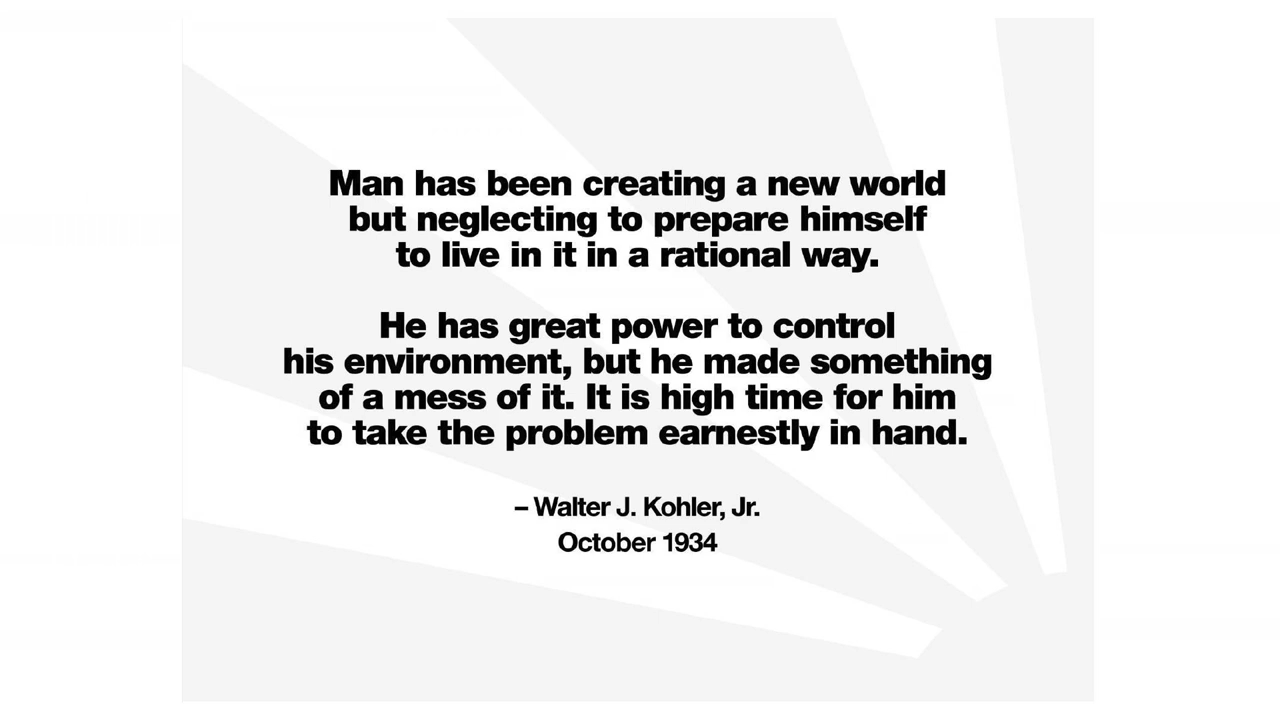 Man has been creating a new world
but neglecting to prepare himself
to live in it in a rational way.
He has great power to control
his environment, but he made something
of a mess of it. It is high time for him
to take the problem earnestly in hand.
– Walter J. Kohler, Jr.
October 1934